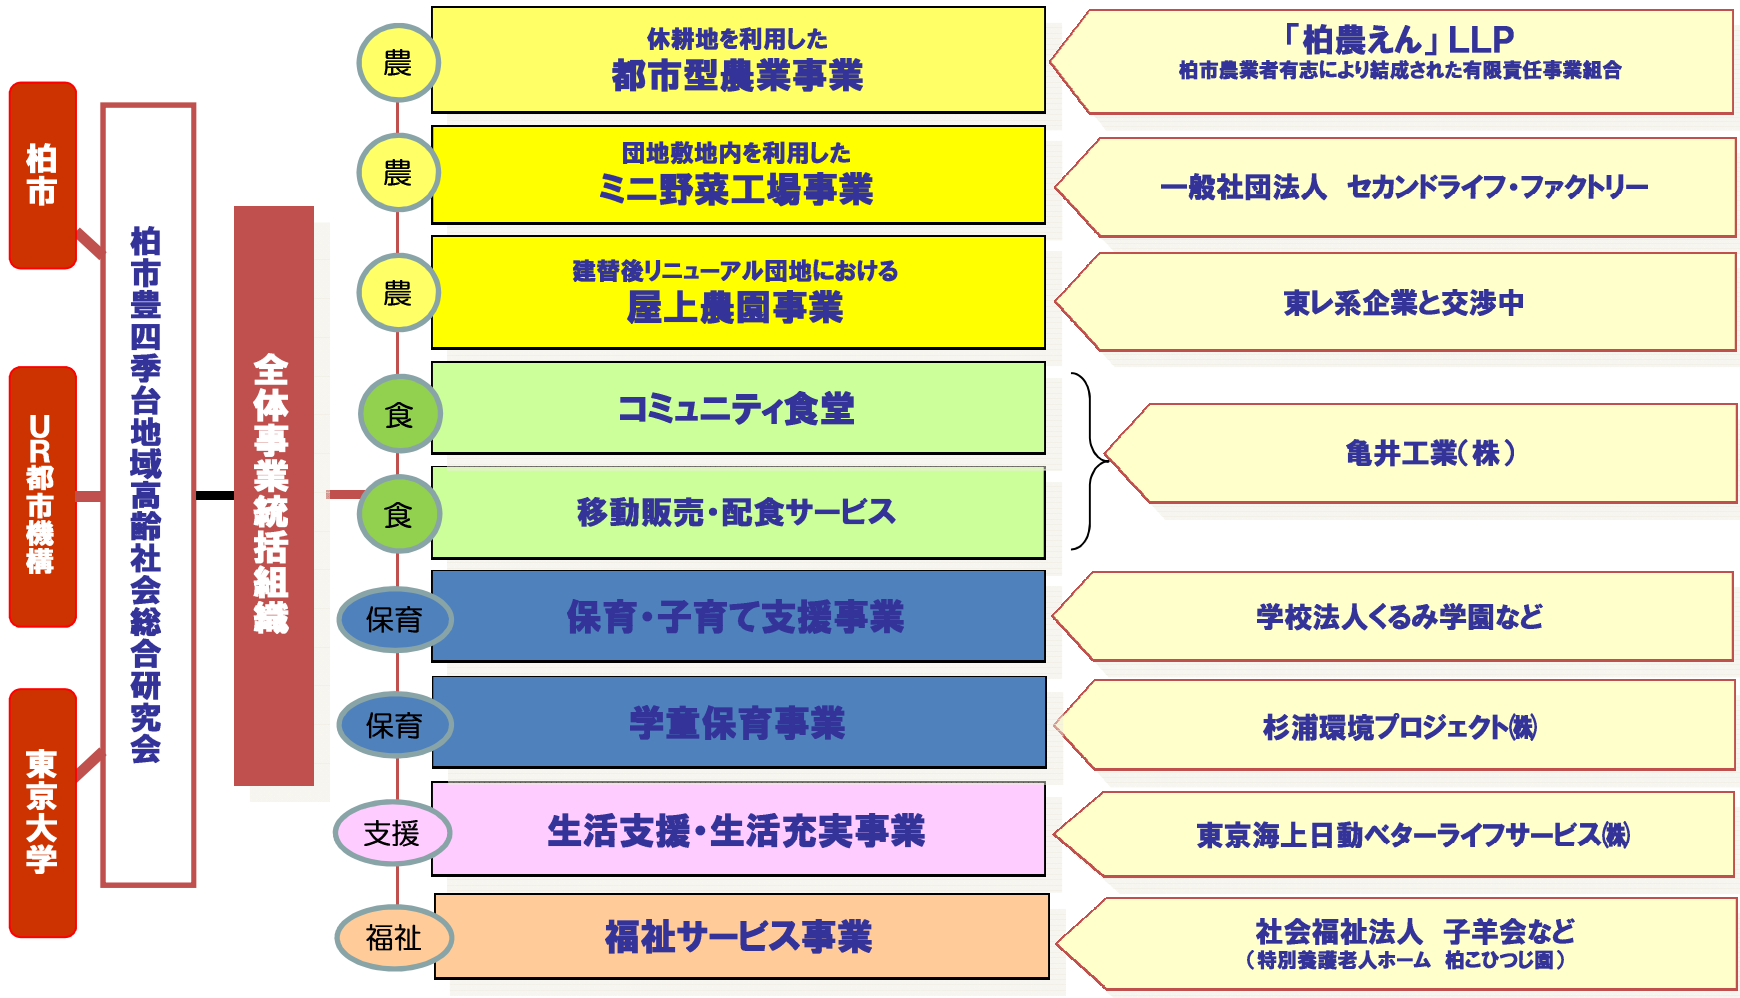 柏市
UR都市機構
東京大学
柏市豊四季台地域高齢社会総合研究会
全体事業統括組織
農
休耕地を利用した
都市型農業事業
「柏農えん」LLP
柏市農業者有志により結成された有限責任事業組合
農
団地敷地内を利用した
ミニ野菜工場事業
一般社団法人　セカンドライフ・ファクトリー
農
建替後リニューアル団地における
屋上農園事業
東レ系企業と交渉中
食
コミュニティ食堂
食
移動販売・配食サービス
亀井工業（株）
保育
保育・子育て支援事業
学校法人くるみ学園など
保育
学童保育事業
杉浦環境プロジェクト㈱
支援
生活支援・生活充実事業
東京海上日動ベターライフサービス㈱
福祉
福祉サービス事業
社会福祉法人　子羊会など
（特別養護老人ホーム　柏こひつじ園）